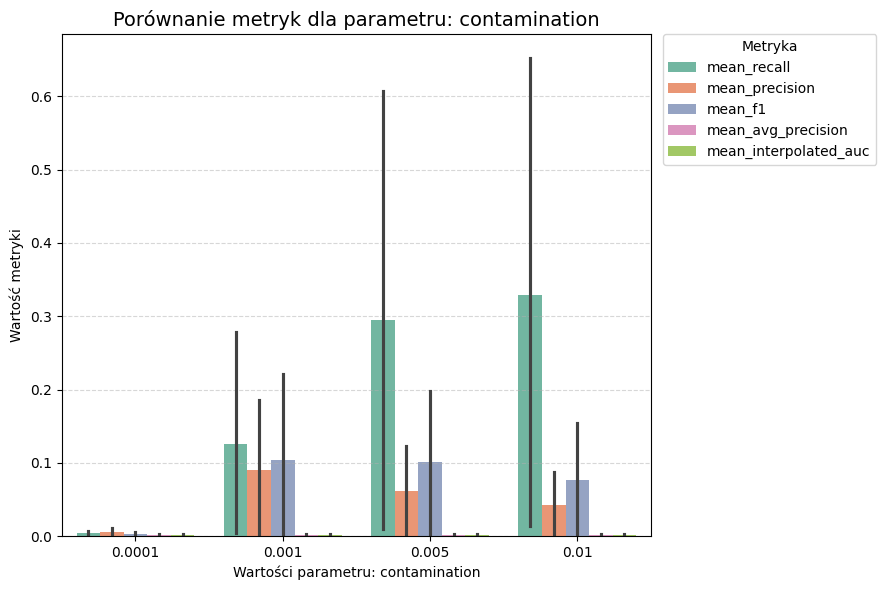 Porównanie metryk dla parametru: contamination
Wartość metryki
0.6
0.5
0.4
0.3
0.2
0.1
0.0
0.0001
0.001
0.005
0.01
Wartości parametru: contamination
Metryka
mean_recall
mean_precision
mean_f1
mean_avg_precision
mean_interpolated_auc